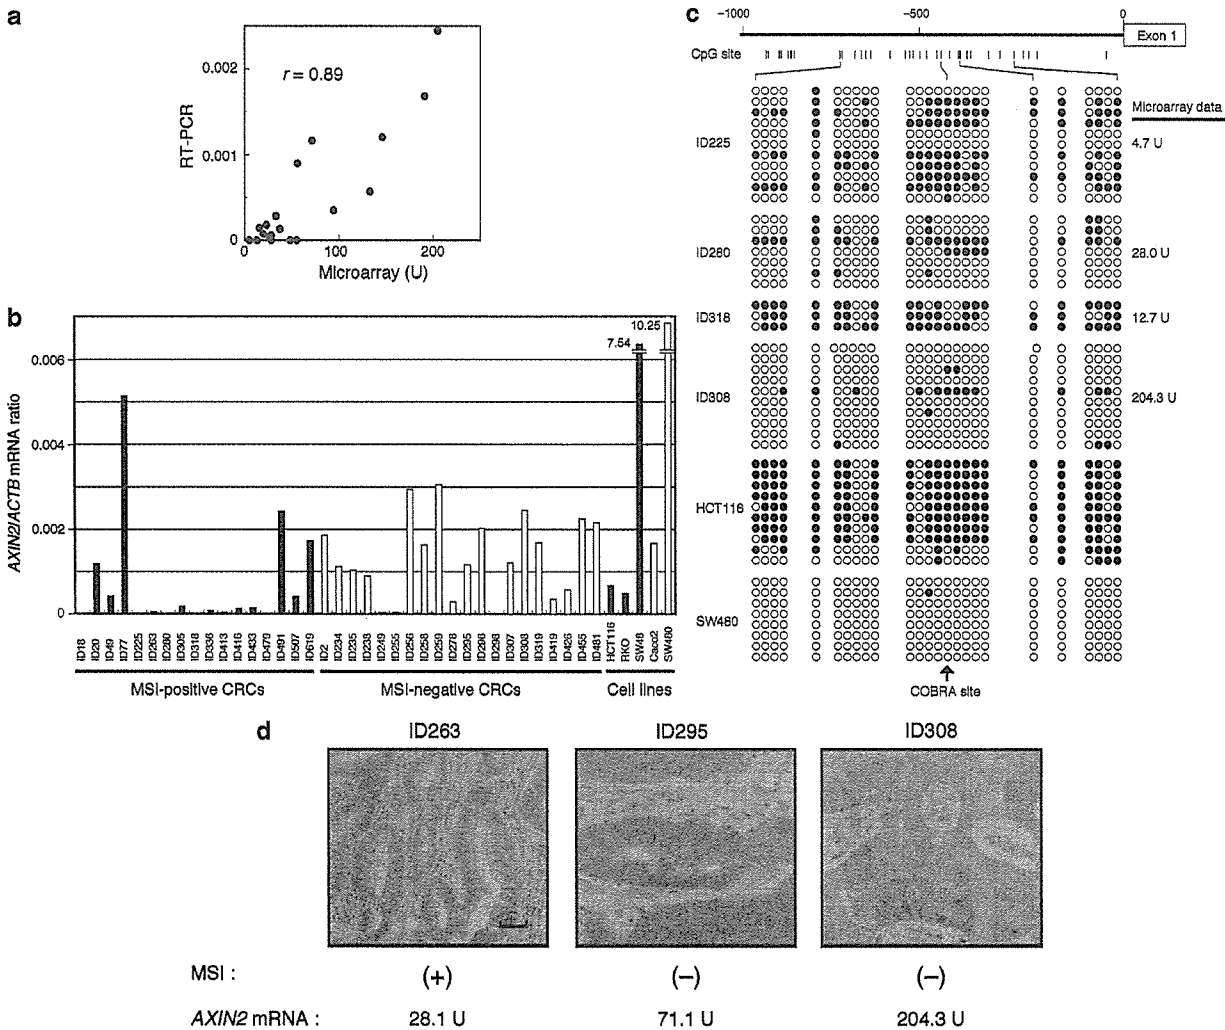 a
0.002
r = 0.89
0.001
0
RT-PCR
0 100 200
Microarray (U)
b
AXIN2/ACTB mRNA ratio
0.006
0.004
0.002
0
7.54
10.25
ID18
ID20
ID49
ID77
ID225
ID263
ID280
ID305
ID318
ID336
ID413
ID416
ID433
ID479
ID491
ID507
ID619
ID2
ID234
ID235
ID238
ID249
ID255
ID256
ID258
ID259
ID278
ID295
ID296
ID298
ID307
ID308
ID319
ID419
ID426
ID455
ID481
HCT116
RKO
SW48
Caco2
SW480
MSI-positive CRCs
MSI-negative CRCs
Cell lines
c
-1000 -500 0
Exon 1
CpG site
Microarray data
ID225 4.7 U
ID280 28.0 U
ID318 12.7 U
ID308 204.3 U
HCT116
SW480
COBRA site
d
ID263 ID295 ID308
MSI : (+) (−) (−)
AXIN2 mRNA : 28.1 U 71.1 U 204.3 U